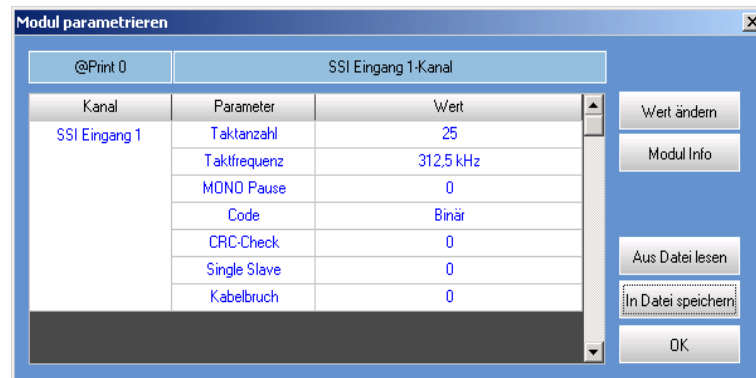 Modul parametrieren
@Print 0 SSI Eingang 1-Kanal
Kanal Parameter Wert
SSI Eingang 1 Taktanzahl 25
Taktfrequenz 312,5 kHz
MONO Pause 0
Code Binär
CRC-Check 0
Single Slave 0
Kabelbruch 0
Wert ändern
Modul Info
Aus Datei lesen
In Datei speichern
OK